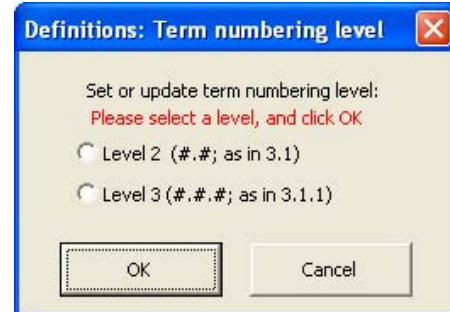 Definitions: Term numbering level
Set or update term numbering level:
Please select a level, and click OK
Level 2 (#.#; as in 3.1)
Level 3 (#.#.#; as in 3.1.1)
OK
Cancel